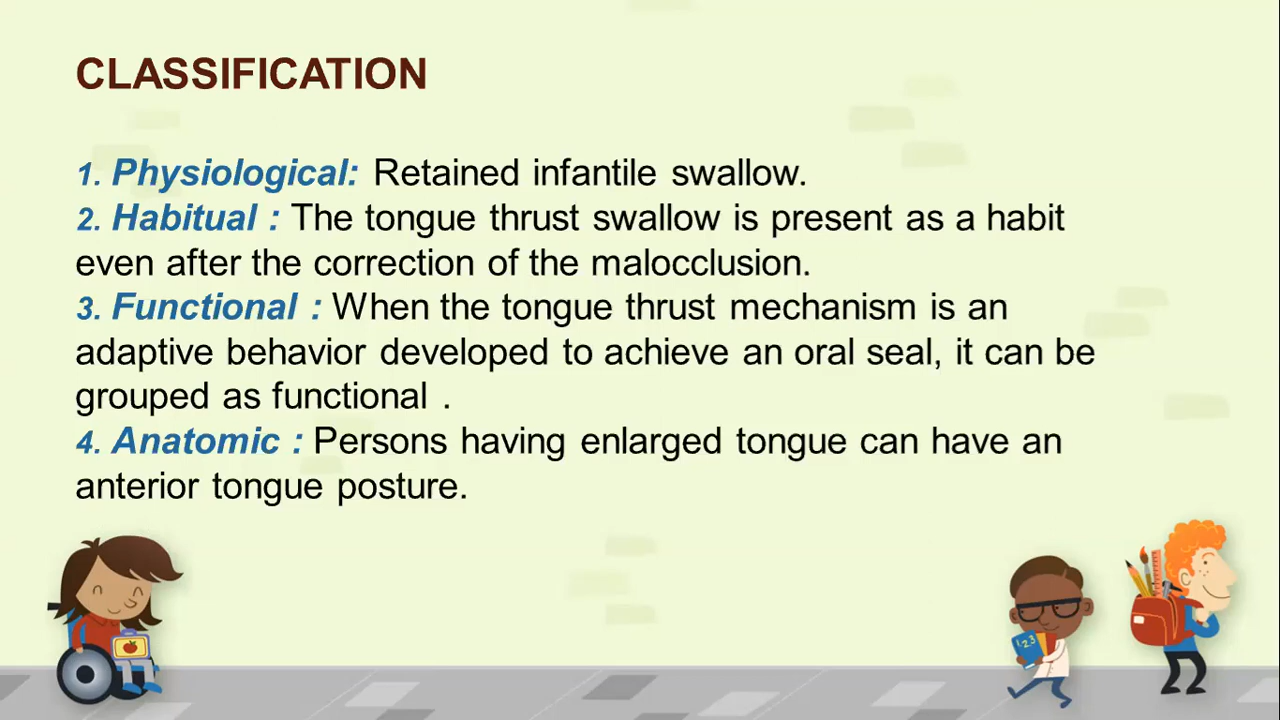 CLASSIFICATION
1. Physiological: Retained infantile swallow.
2. Habitual : The tongue thrust swallow is present as a habit
even after the correction of the malocclusion.
3. Functional : When the tongue thrust mechanism is an
adaptive behavior developed to achieve an oral seal, it can be
grouped as functional .
4. Anatomic : Persons having enlarged tongue can have an
anterior tongue posture.
1 2 3